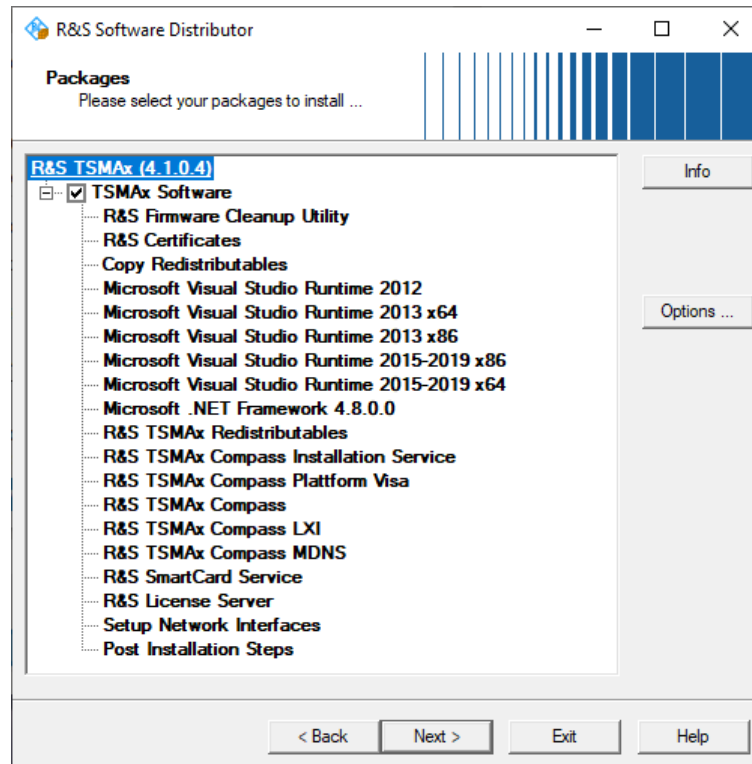 R&S Software Distributor
Packages
Please select your packages to install ...
R&S TSMAx (4.1.0.4)
TSMAx Software
R&S Firmware Cleanup Utility
R&S Certificates
Copy Redistributables
Microsoft Visual Studio Runtime 2012
Microsoft Visual Studio Runtime 2013 x64
Microsoft Visual Studio Runtime 2013 x86
Microsoft Visual Studio Runtime 2015-2019 x86
Microsoft Visual Studio Runtime 2015-2019 x64
Microsoft .NET Framework 4.8.0.0
R&S TSMAx Redistributables
R&S TSMAx Compass Installation Service
R&S TSMAx Compass Plattform Visa
R&S TSMAx Compass
R&S TSMAx Compass LXI
R&S TSMAx Compass MDNS
R&S SmartCard Service
R&S License Server
Setup Network Interfaces
Post Installation Steps
Info
Options ...
< Back
Next >
Exit
Help